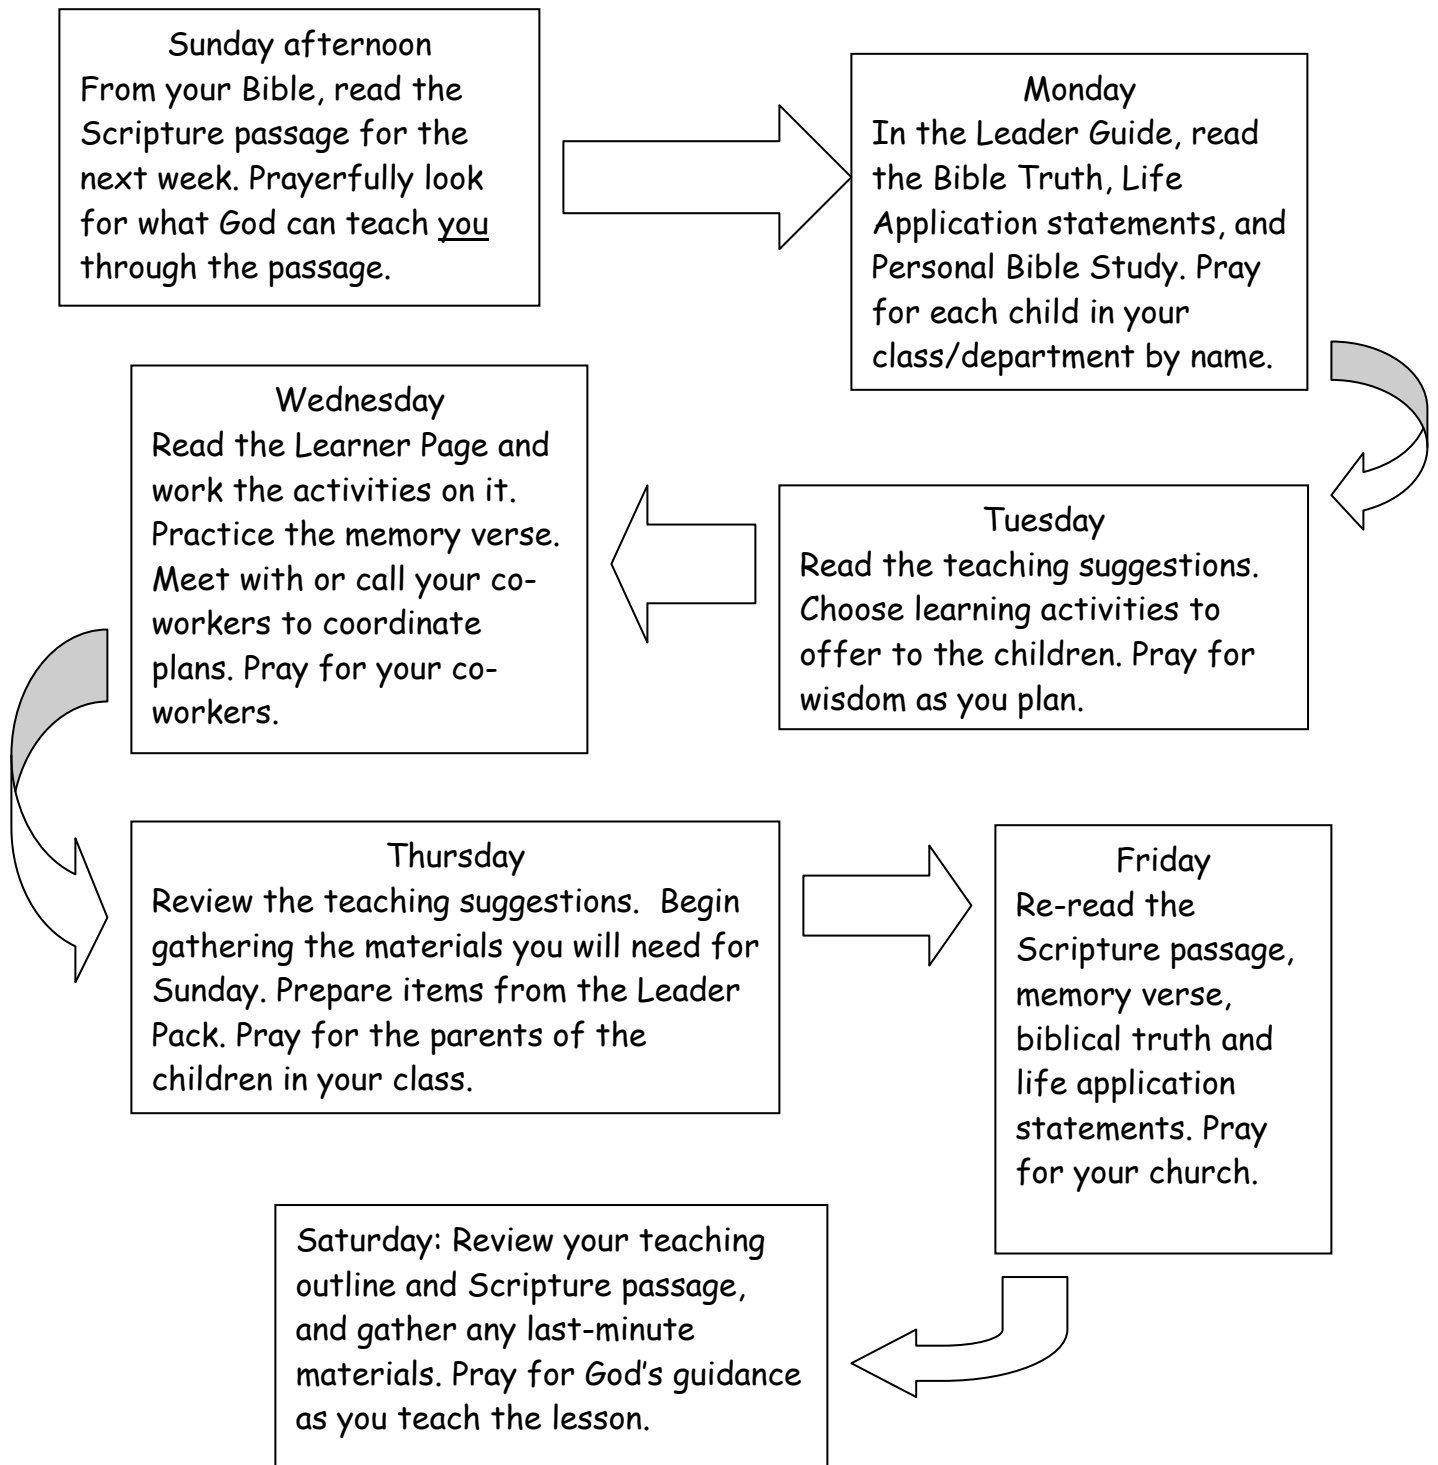 Sunday afternoon
From your Bible, read the
Scripture passage for the
next week. Prayerfully look
for what God can teach you
through the passage.
Monday
In the Leader Guide, read
the Bible Truth, Life
Application statements, and
Personal Bible Study. Pray
for each child in your
class/department by name.
Tuesday
Read the teaching suggestions.
Choose learning activities to
offer to the children. Pray for
wisdom as you plan.
Wednesday
Read the Learner Page and
work the activities on it.
Practice the memory verse.
Meet with or call your co-
workers to coordinate
plans. Pray for your co-
workers.
Thursday
Review the teaching suggestions.  Begin
gathering the materials you will need for
Sunday. Prepare items from the Leader
Pack. Pray for the parents of the
children in your class.
Friday
Re-read the
Scripture passage,
memory verse,
biblical truth and
life application
statements. Pray
for your church.
Saturday: Review your teaching
outline and Scripture passage,
and gather any last-minute
materials. Pray for God's guidance
as you teach the lesson.